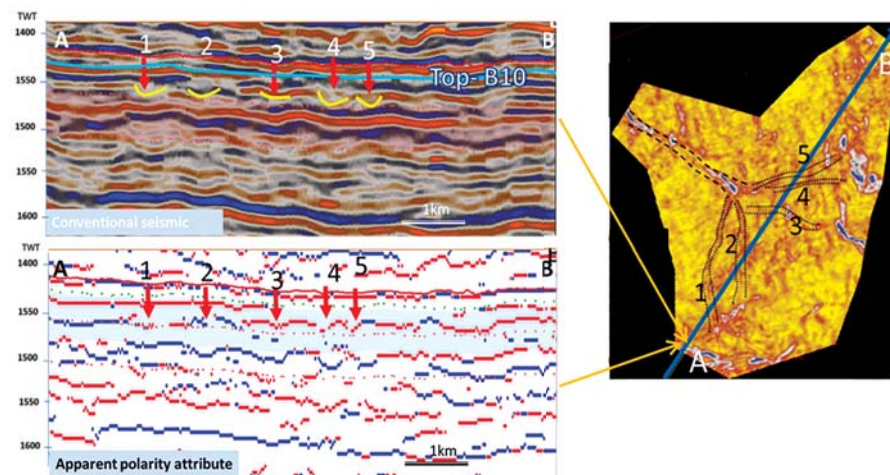 TWT
A 1 2 3 4 5 B
1400
1550
Top- B10
1500
1550
1600
Conventional seismic
1km
TWT
A 1 2 3 4 5 B
1400
1550
1500
1550
1600
Apparent polarity attribute
1km
B
5
4
3
2
1
A